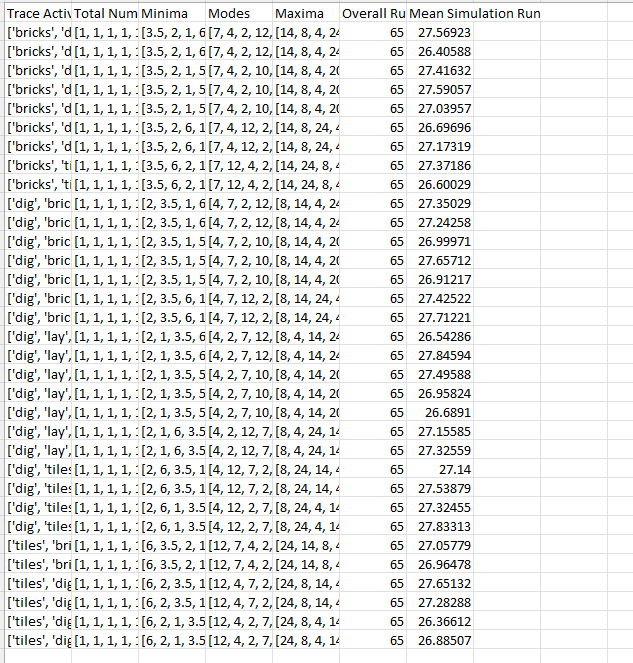 Trace Activ Total Num Minima Modes Maxima Overall Ru Mean Simulation Run
['bricks', 'd [1, 1, 1, 1, 1 [3.5, 2, 1, 6 [7, 4, 2, 12, [14, 8, 4, 24 65 27.56923
['bricks', 'd [1, 1, 1, 1, 1 [3.5, 2, 1, 6 [7, 4, 2, 12, [14, 8, 4, 24 65 26.40588
['bricks', 'd [1, 1, 1, 1, 1 [3.5, 2, 1, 5 [7, 4, 2, 10, [14, 8, 4, 20 65 27.41632
['bricks', 'd [1, 1, 1, 1, 1 [3.5, 2, 1, 5 [7, 4, 2, 10, [14, 8, 4, 20 65 27.59057
['bricks', 'd [1, 1, 1, 1, 1 [3.5, 2, 1, 5 [7, 4, 2, 10, [14, 8, 4, 20 65 27.03957
['bricks', 'd [1, 1, 1, 1, 1 [3.5, 2, 6, 1 [7, 4, 12, 2, [14, 8, 24, 4 65 26.69696
['bricks', 'd [1, 1, 1, 1, 1 [3.5, 2, 6, 1 [7, 4, 12, 2, [14, 8, 24, 4 65 27.17319
['bricks', 'ti [1, 1, 1, 1, 1 [3.5, 6, 2, 1 [7, 12, 4, 2, [14, 24, 8, 4 65 27.37186
['bricks', 'ti [1, 1, 1, 1, 1 [3.5, 6, 2, 1 [7, 12, 4, 2, [14, 24, 8, 4 65 26.60029
['dig', 'bric [1, 1, 1, 1, 1 [2, 3.5, 1, 6 [4, 7, 2, 12, [8, 14, 4, 24 65 27.35029
['dig', 'bric [1, 1, 1, 1, 1 [2, 3.5, 1, 6 [4, 7, 2, 12, [8, 14, 4, 24 65 27.24258
['dig', 'bric [1, 1, 1, 1, 1 [2, 3.5, 1, 5 [4, 7, 2, 10, [8, 14, 4, 20 65 26.99971
['dig', 'bric [1, 1, 1, 1, 1 [2, 3.5, 1, 5 [4, 7, 2, 10, [8, 14, 4, 20 65 27.65712
['dig', 'bric [1, 1, 1, 1, 1 [2, 3.5, 1, 5 [4, 7, 2, 10, [8, 14, 4, 20 65 26.91217
['dig', 'bric [1, 1, 1, 1, 1 [2, 3.5, 6, 1 [4, 7, 12, 2, [8, 14, 24, 4 65 27.42522
['dig', 'bric [1, 1, 1, 1, 1 [2, 3.5, 6, 1 [4, 7, 12, 2, [8, 14, 24, 4 65 27.71221
['dig', 'lay', [1, 1, 1, 1, 1 [2, 1, 3.5, 6 [4, 2, 7, 12, [8, 4, 14, 24 65 26.54286
['dig', 'lay', [1, 1, 1, 1, 1 [2, 1, 3.5, 6 [4, 2, 7, 12, [8, 4, 14, 24 65 27.84594
['dig', 'lay', [1, 1, 1, 1, 1 [2, 1, 3.5, 5 [4, 2, 7, 10, [8, 4, 14, 20 65 27.49588
['dig', 'lay', [1, 1, 1, 1, 1 [2, 1, 3.5, 5 [4, 2, 7, 10, [8, 4, 14, 20 65 26.95824
['dig', 'lay', [1, 1, 1, 1, 1 [2, 1, 3.5, 5 [4, 2, 7, 10, [8, 4, 14, 20 65 26.6891
['dig', 'lay', [1, 1, 1, 1, 1 [2, 1, 6, 3.5 [4, 2, 12, 7, [8, 4, 24, 14 65 27.15585
['dig', 'lay', [1, 1, 1, 1, 1 [2, 1, 6, 3.5 [4, 2, 12, 7, [8, 4, 24, 14 65 27.32559
['dig', 'tiles [1, 1, 1, 1, 1 [2, 6, 3.5, 1 [4, 12, 7, 2, [8, 24, 14, 4 65 27.14
['dig', 'tiles [1, 1, 1, 1, 1 [2, 6, 3.5, 1 [4, 12, 7, 2, [8, 24, 14, 4 65 27.53879
['dig', 'tiles [1, 1, 1, 1, 1 [2, 6, 1, 3.5 [4, 12, 2, 7, [8, 24, 4, 14 65 27.32455
['dig', 'tiles [1, 1, 1, 1, 1 [2, 6, 1, 3.5 [4, 12, 2, 7, [8, 24, 4, 14 65 27.83313
['tiles', 'bri [1, 1, 1, 1, 1 [6, 3.5, 2, 1 [12, 7, 4, 2, [24, 14, 8, 4 65 27.05779
['tiles', 'bri [1, 1, 1, 1, 1 [6, 3.5, 2, 1 [12, 7, 4, 2, [24, 14, 8, 4 65 26.96478
['tiles', 'dig [1, 1, 1, 1, 1 [6, 2, 3.5, 1 [12, 4, 7, 2, [24, 8, 14, 4 65 27.65132
['tiles', 'dig [1, 1, 1, 1, 1 [6, 2, 3.5, 1 [12, 4, 7, 2, [24, 8, 14, 4 65 27.28288
['tiles', 'dig [1, 1, 1, 1, 1 [6, 2, 1, 3.5 [12, 4, 2, 7, [24, 8, 4, 14 65 26.36612
['tiles', 'dig [1, 1, 1, 1, 1 [6, 2, 1, 3.5 [12, 4, 2, 7, [24, 8, 4, 14 65 26.88507